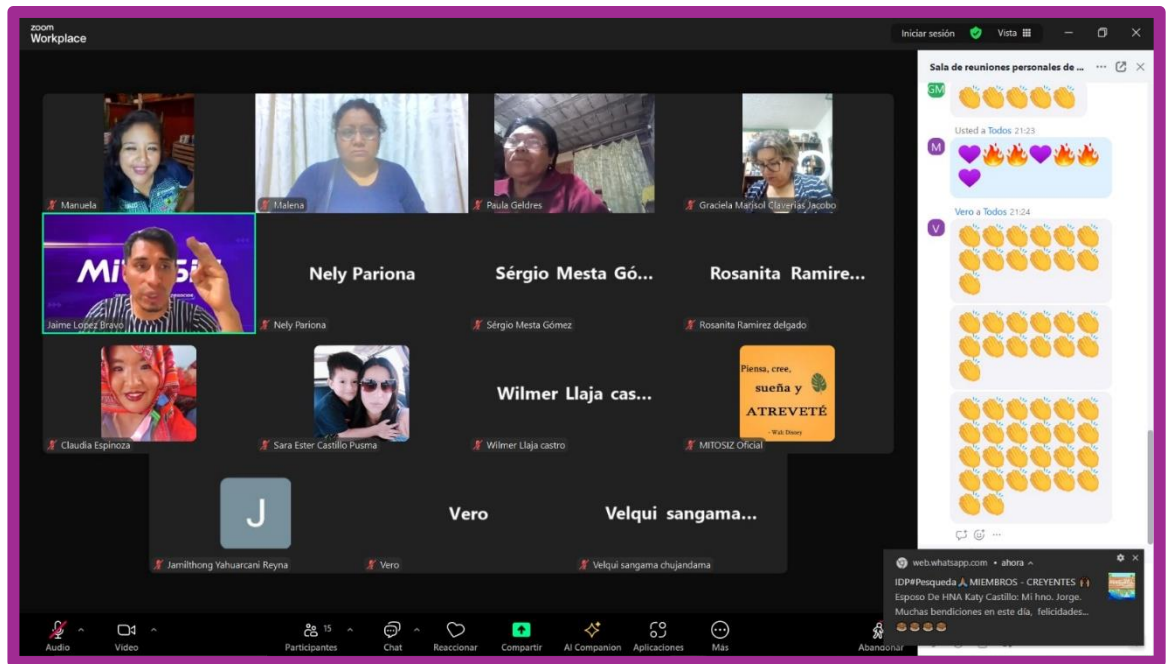 zoom
Workplace
Iniciar sesión
Vista
Sala de reuniones personales de ...
GM
Usted a Todos 21:23
M
Vero a Todos 21:24
V
Manuela
Malena
Paula Geldres
Graciela Marisol Claverias Jacobo
Jaime Lopez Bravo
Nely Pariona
Nely Pariona
Sérgio Mesta Gó...
Sérgio Mesta Gómez
Rosanita Ramire...
Rosanita Ramirez delgado
Claudia Espinoza
Sara Ester Castillo Pusma
Wilmer Llaja cas...
Wilmer Llaja castro
Piensa, cree,
sueña y
ATREVETÉ
- Walt Disney
MITOSIZ Oficial
J
Jamilthong Yahuarcani Reyna
Vero
Vero
Velqui sangama...
Velqui sangama chujandama
web.whatsapp.com • ahora
IDP#Pesqueda MIEMBROS - CREYENTES
Esposo De HNA Katy Castillo: Mi hno. Jorge.
Muchas bendiciones en este día, felicidades...
Audio
Video
15
Participantes
Chat
Reaccionar
Compartir
AI Companion
Aplicaciones
Más
Abandonar